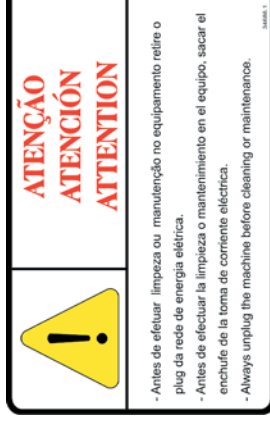 ATENÇÃO
ATENCIÓN
ATTENTION
- Antes de efetuar limpeza ou manutenção no equipamento retire o
plug da rede de energia elétrica.
- Antes de efectuar la limpieza o mantenimiento en el equipo, sacar el
enchufe de la toma de corriente eléctrica.
- Always unplug the machine before cleaning or maintenance.
34686.1